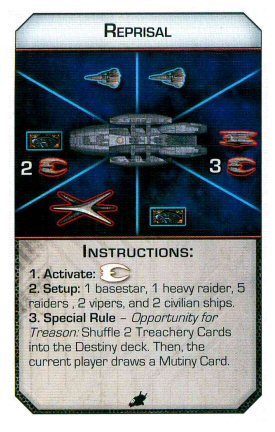 REPRISAL
2
3
INSTRUCTIONS:
1. Activate:
2. Setup: 1 basestar, 1 heavy raider, 5
raiders , 2 vipers, and 2 civilian ships.
3. Special Rule – Opportunity for
Treason: Shuffle 2 Treachery Cards
into the Destiny deck. Then, the
current player draws a Mutiny Card.